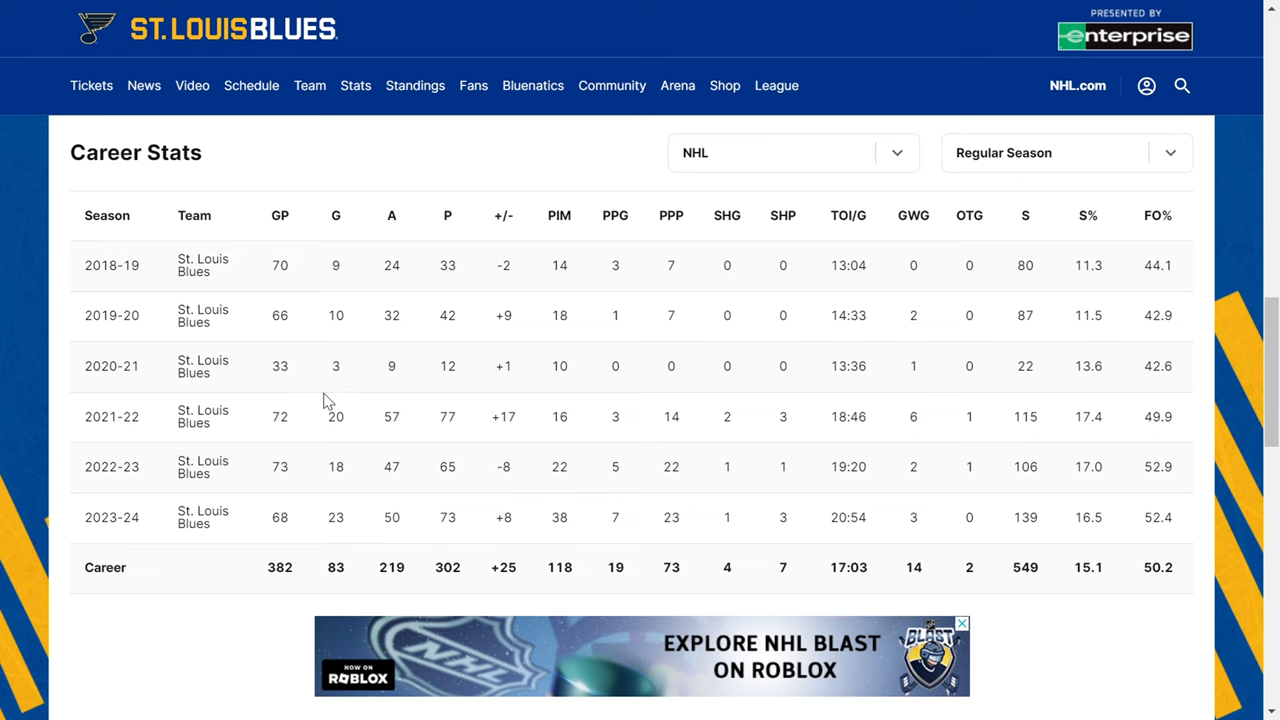 PRESENTED BY
ST.LOUISBLUES
enterprise
Tickets News Video Schedule Team Stats Standings Fans Bluenatics Community Arena Shop League NHL.com
Career Stats NHL Regular Season
Season Team GP G A P +/- PIM PPG PPP SHG SHP TOI/G GWG OTG S S% FO%
2018-19 St. Louis Blues 70 9 24 33 -2 14 3 7 0 0 13:04 0 0 80 11.3 44.1
2019-20 St. Louis Blues 66 10 32 42 +9 18 1 7 0 0 14:33 2 0 87 11.5 42.9
2020-21 St. Louis Blues 33 3 9 12 +1 10 0 0 0 0 13:36 1 0 22 13.6 42.6
2021-22 St. Louis Blues 72 20 57 77 +17 16 3 14 2 3 18:46 6 1 115 17.4 49.9
2022-23 St. Louis Blues 73 18 47 65 -8 22 5 22 1 1 19:20 2 1 106 17.0 52.9
2023-24 St. Louis Blues 68 23 50 73 +8 38 7 23 1 3 20:54 3 0 139 16.5 52.4
Career 382 83 219 302 +25 118 19 73 4 7 17:03 14 2 549 15.1 50.2
NHL
NOW ON
ROBLOX
EXPLORE NHL BLAST
ON ROBLOX
BLAST